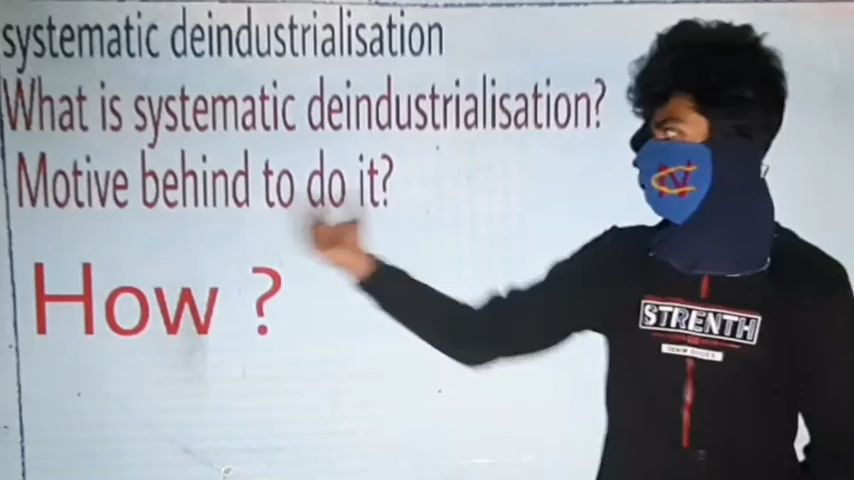 systematic deindustrialisation
What is systematic deindustrialisation?
Motive behind to do it?
How ?
STRENTH